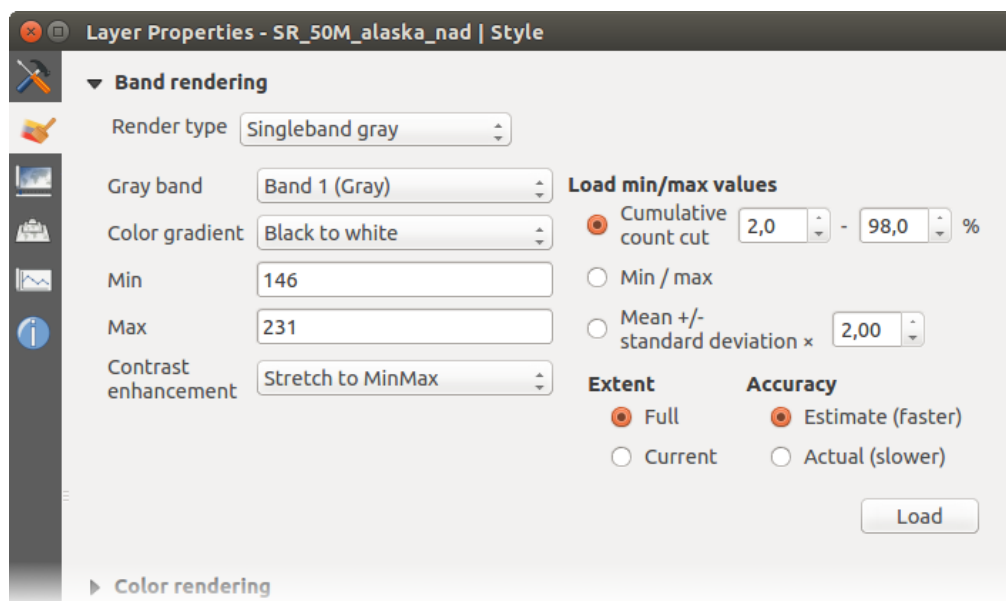 Layer Properties - SR_50M_alaska_nad | Style
Band rendering
Render type Singleband gray
Gray band Band 1 (Gray)
Color gradient Black to white
Min 146
Max 231
Contrast
enhancement Stretch to MinMax
Load min/max values
Cumulative
count cut 2,0 - 98,0 %
Min / max
Mean +/-
standard deviation × 2,00
Extent Accuracy
Full Estimate (faster)
Current Actual (slower)
Load
Color rendering